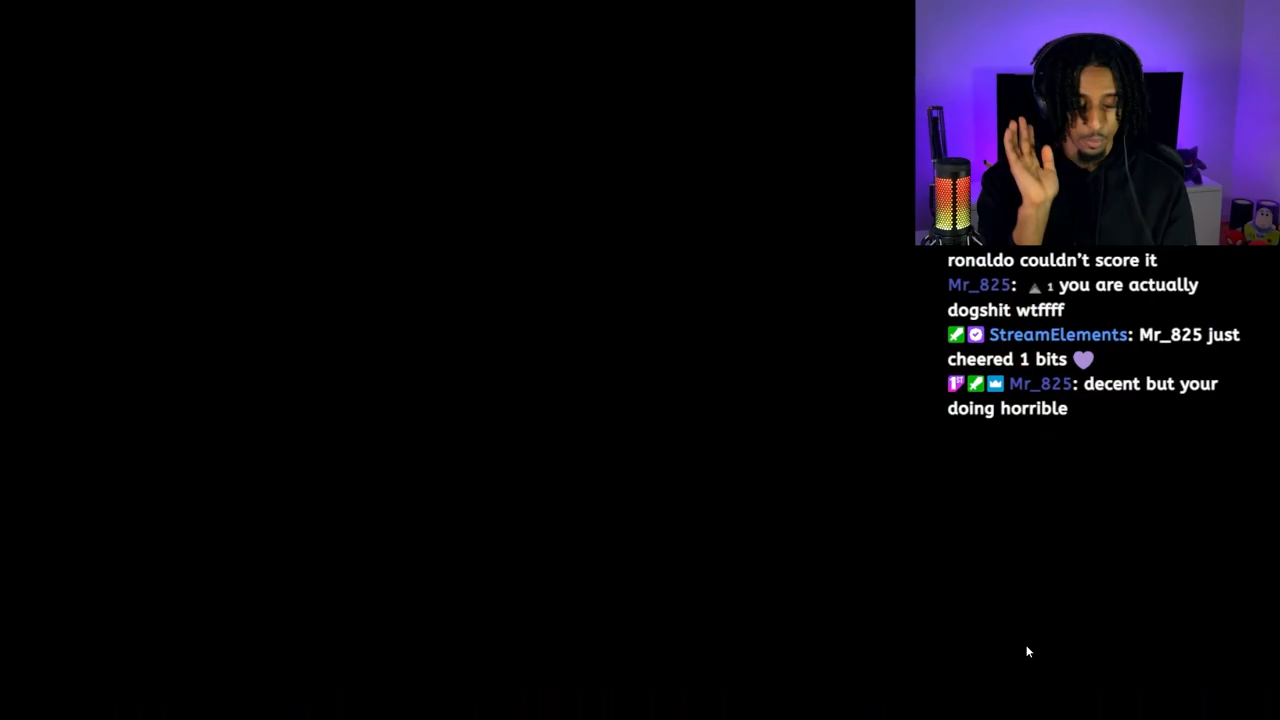 ronaldo couldn't score it
Mr_825: 1 you are actually
dogshit wtffff
StreamElements: Mr_825 just
cheered 1 bits
1ST Mr_825: decent but your
doing horrible